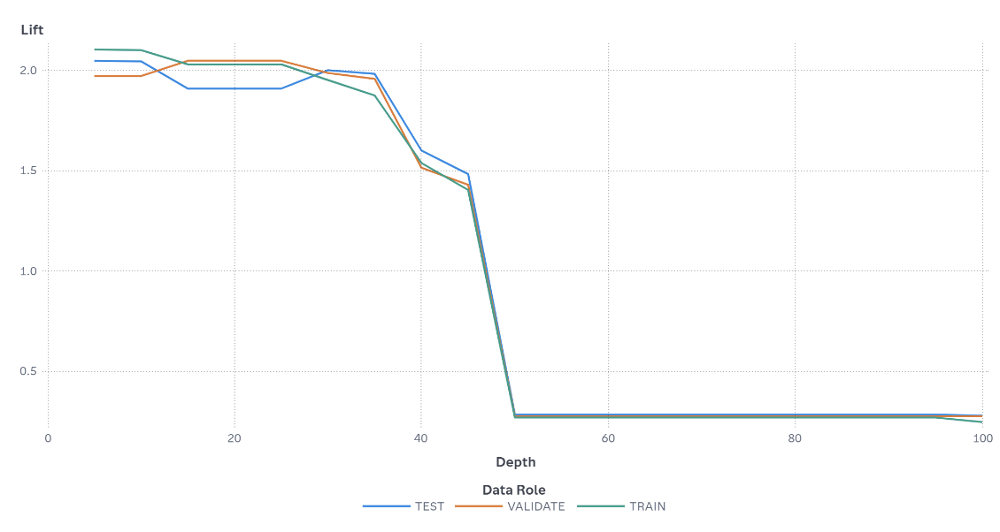 Lift
2.0
1.5
1.0
0.5
0 20 40 60 80 100
Depth
Data Role
TEST VALIDATE TRAIN